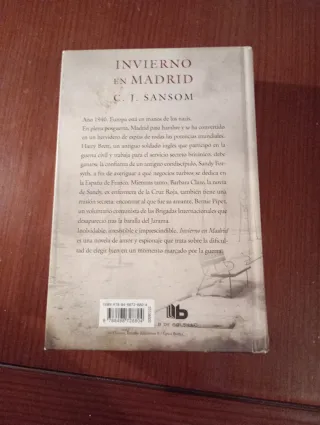 INVIERNO
EN MADRID
C. J. SANSOM
Año 1940: Europa está en manos de los nazis.
En plena posguerra, Madrid pasa hambre y se ha convertido
en un hervidero de espías de todas las potencias mundiales.
Harry Brett, un antiguo soldado inglés que participó en la
guerra civil y trabaja para el servicio secreto británico debe
ganarse la confianza de un antiguo condiscípulo, Sandy
a fin de averiguar a qué negocios turbios se dedica en
la España de Franco. Mientras tanto, Barbara Clare, la novia
de Sandy, ex enfermera de la Cruz Roja, también tiene una
misión secreta: encontrar al que fue su amante, Bernie Piper,
un voluntario comunista de las Brigadas Internacionales que
desapareció tras la batalla del Jarama.
Inolvidable, irresistible e imprescindible, Invierno en Madrid
es una novela de amor y espionaje que trata sobre la dificul-
tad de elegir bien en un momento marcado por la guerra.